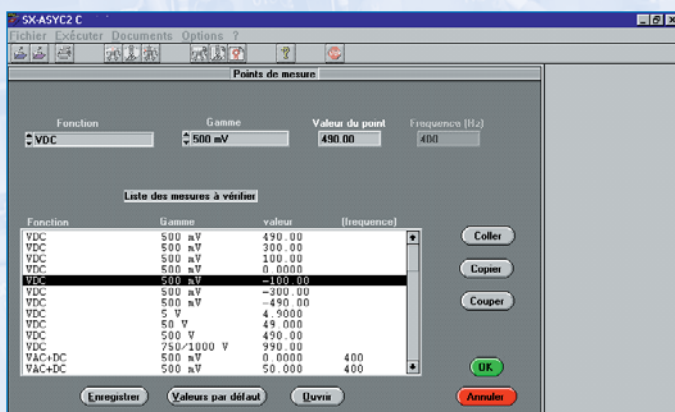 SX-ASYC2 C
Fichier Exécuter Documents Options ?
Points de mesure
Fonction Gamme Valeur du point Frequence (Hz)
VDC 500 mV 490.00 400
Liste des mesures à vérifier
Fonction Gamme valeur (frequence)
VDC 500 mV 490.00
VDC 500 mV 300.00
VDC 500 mV 100.00
VDC 500 mV 0.0000
VDC 500 mV -100.00
VDC 500 mV -300.00
VDC 500 mV -490.00
VDC 5 V 4.9000
VDC 50 V 49.000
VDC 500 V 490.00
VDC 750/1000 V 990.00
VAC+DC 500 mV 0.0000 400
VAC+DC 500 mV 50.000 400
Coller
Copier
Couper
OK
Enregistrer Valeurs par défaut Ouvrir Annuler